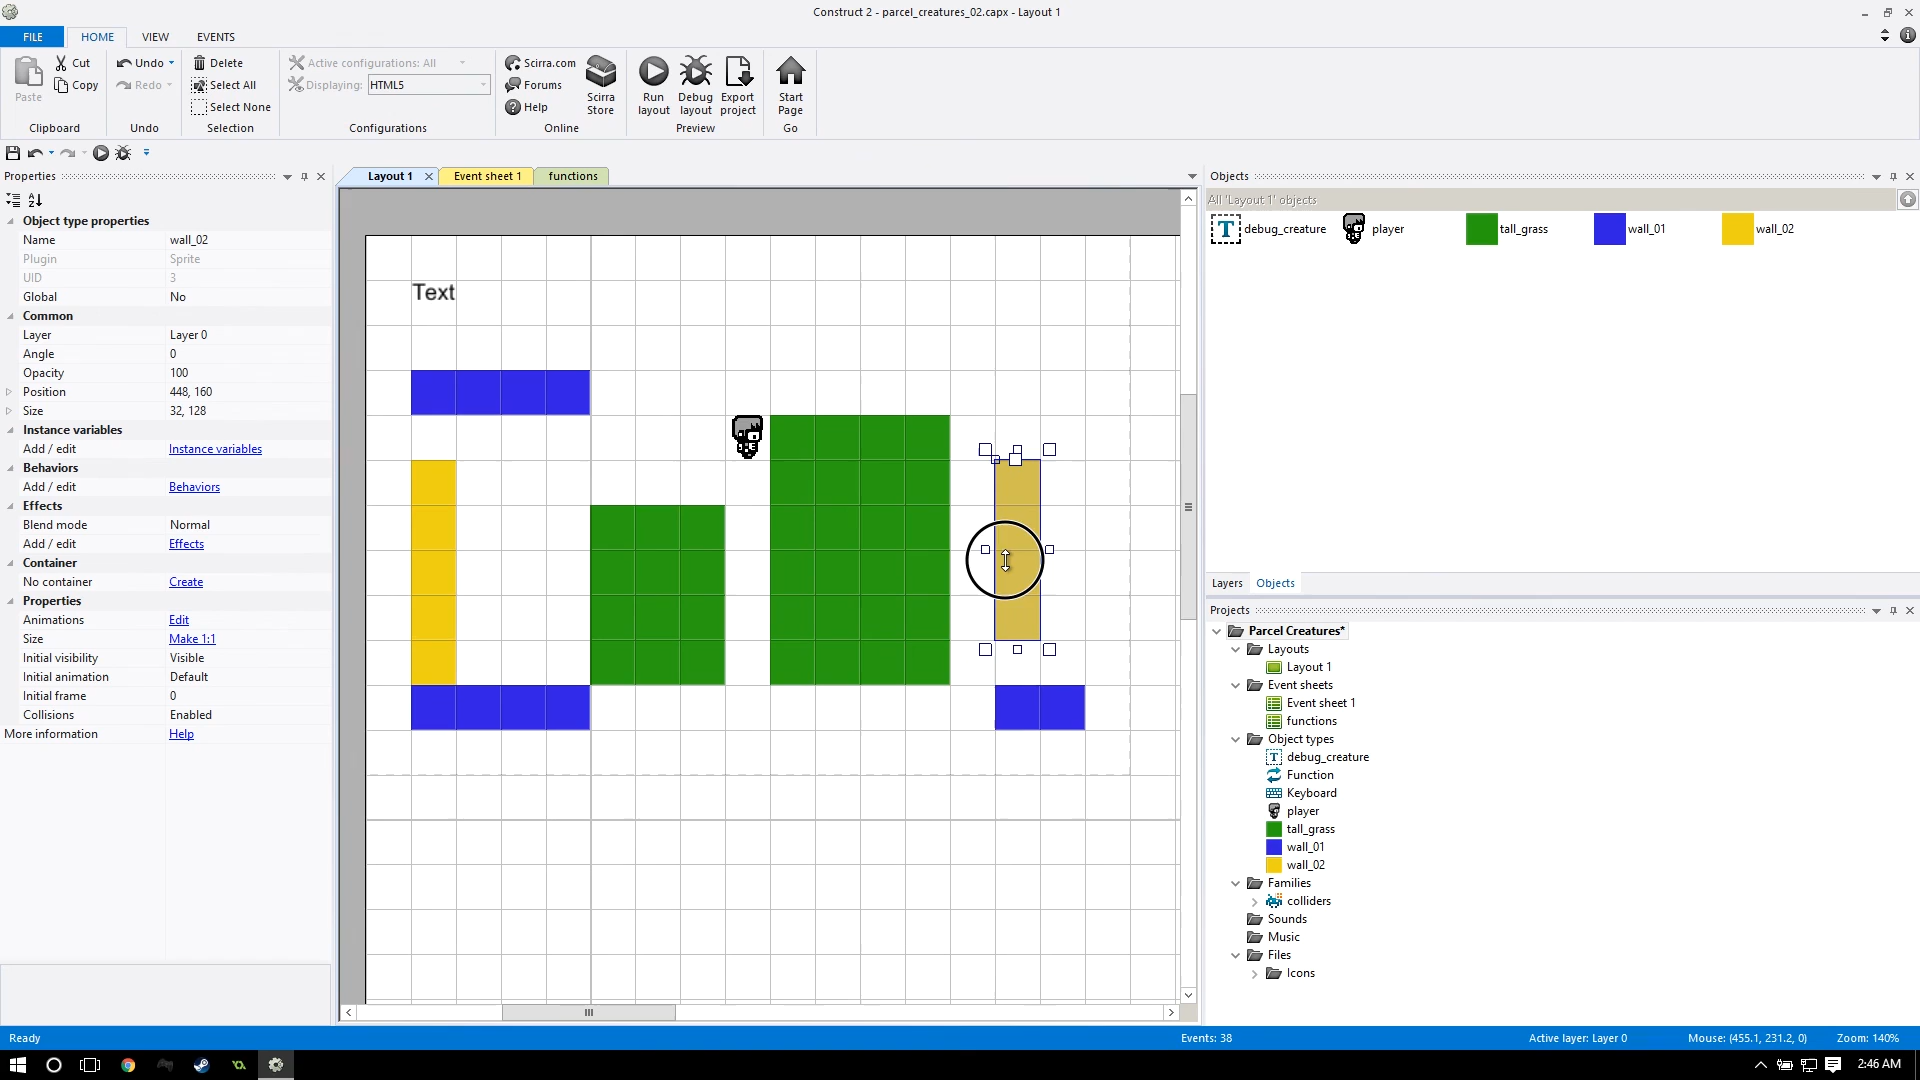 Construct 2 - parcel_creatures_02.capx - Layout 1
FILE HOME VIEW EVENTS
Paste
Cut
Copy
Clipboard
Undo
Redo
Undo
Delete
Select All
Select None
Selection
Active configurations: All
Displaying: HTML5
Configurations
Scirra.com
Forums
Help
Scirra Store
Online
Run layout
Debug layout
Export project
Preview
Start Page
Go
Properties
Object type properties
Name wall_02
Plugin Sprite
UID 3
Global No
Common
Layer Layer 0
Angle 0
Opacity 100
Position 448, 160
Size 32, 128
Instance variables
Add / edit Instance variables
Behaviors
Add / edit Behaviors
Effects
Blend mode Normal
Add / edit Effects
Container
No container Create
Properties
Animations Edit
Size Make 1:1
Initial visibility Visible
Initial animation Default
Initial frame 0
Collisions Enabled
More information Help
Layout 1 Event sheet 1 functions
Text
Objects
All 'Layout 1' objects
debug_creature player tall_grass wall_01 wall_02
Layers Objects
Projects
Parcel Creatures*
Layouts
Layout 1
Event sheets
Event sheet 1
functions
Object types
debug_creature
Function
Keyboard
player
tall_grass
wall_01
wall_02
Families
colliders
Sounds
Music
Files
Icons
Ready Events: 38 Active layer: Layer 0 Mouse: (455.1, 231.2, 0) Zoom: 140%
2:46 AM